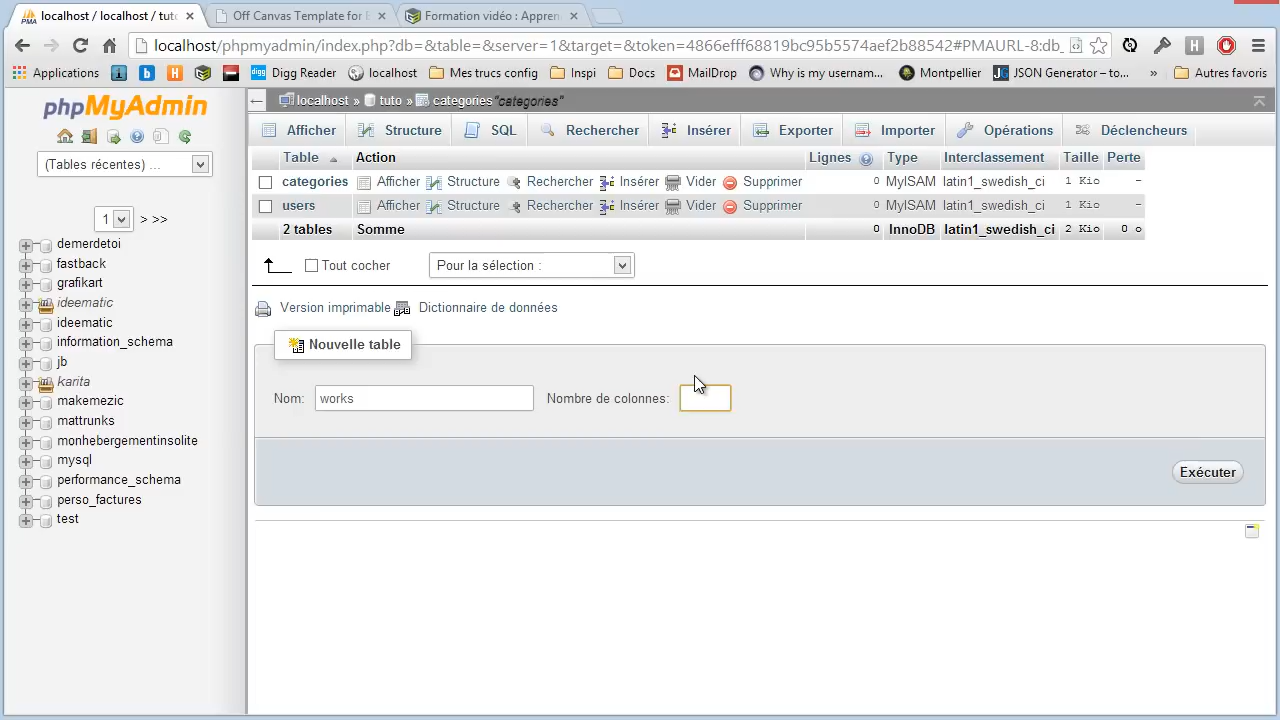 localhost / localhost / tuto
Off Canvas Template for B
Formation vidéo : Appren
localhost/phpmyadmin/index.php?db=&table=&server=1&target=&token=4866efff68819bc95b5574aef2b88342#PMAURL-8:db_
Applications
Digg Reader
localhost
Mes truc config
Inspi
Docs
MailDrop
Why is my usernam...
Montpellier
JSON Generator – to...
»
Autres favoris
phpMyAdmin
(Tables récentes) ...
1 > >>
demerdetoi
fastback
grafikart
ideematic
ideematic
information_schema
jb
karita
makemezic
mattrunks
monhebergementinsolite
mysql
performance_schema
perso_factures
test
localhost » tuto » categories "categories"
Afficher Structure SQL Rechercher Insérer Exporter Importer Opérations Déclencheurs
Table Action Lignes Type Interclassement Taille Perte
categories Afficher Structure Rechercher Insérer Vider Supprimer 0 MyISAM latin1_swedish_ci 1 Kio -
users Afficher Structure Rechercher Insérer Vider Supprimer 0 MyISAM latin1_swedish_ci 1 Kio -
2 tables Somme 0 InnoDB latin1_swedish_ci 2 Kio 0 o
Tout cocher Pour la sélection :
Version imprimable Dictionnaire de données
Nouvelle table
Nom: works Nombre de colonnes:
Exécuter